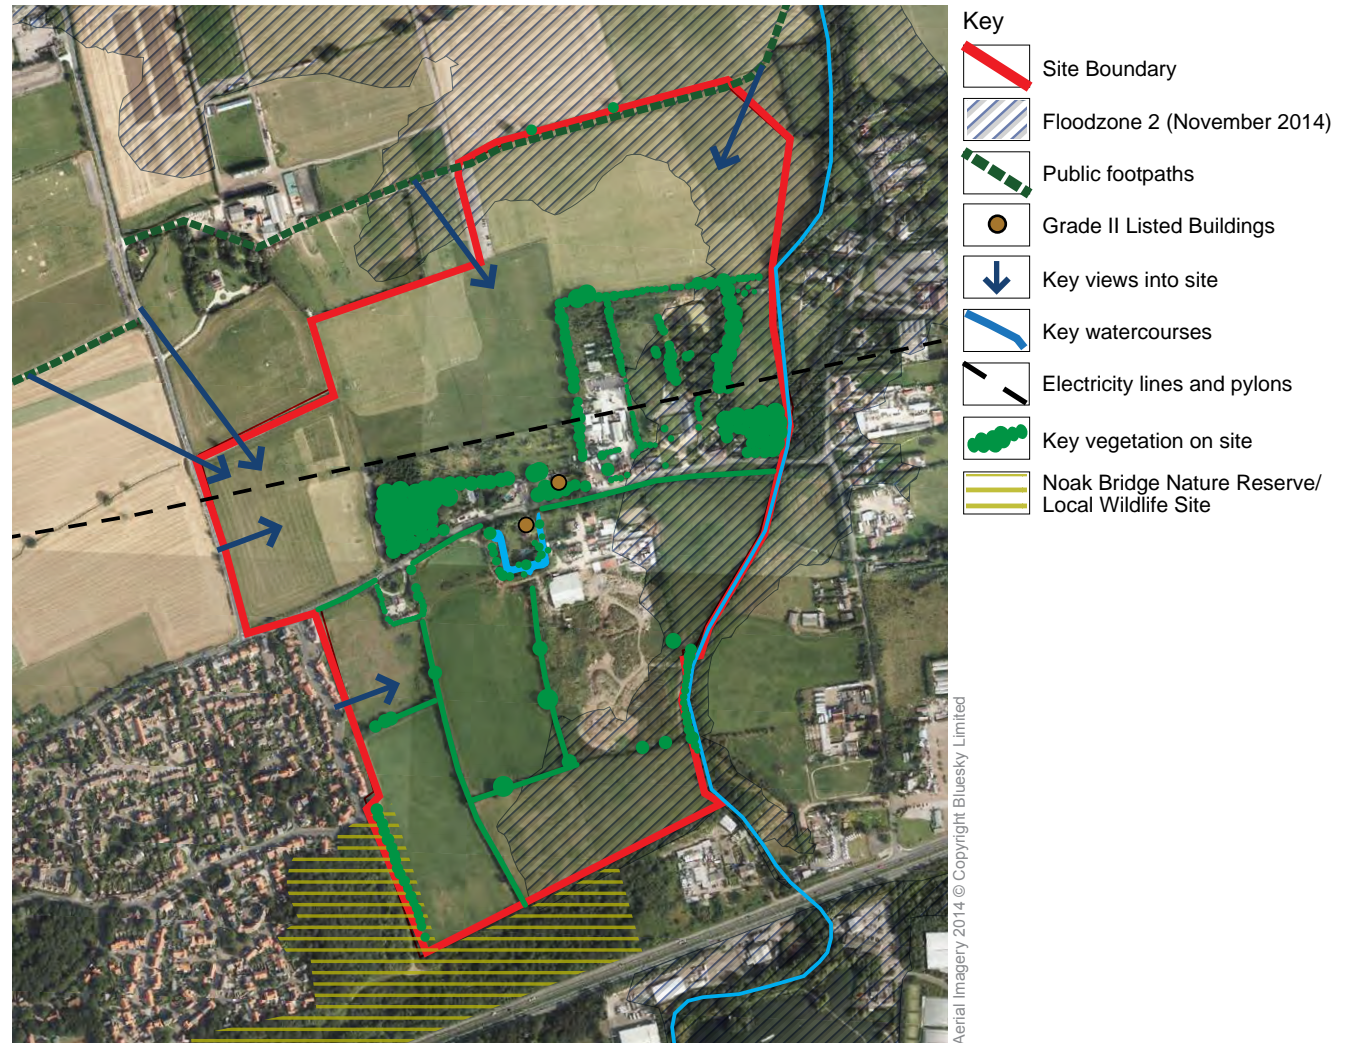 Key
Site Boundary
Floodzone 2 (November 2014)
Public footpaths
Grade II Listed Buildings
Key views into site
Key watercourses
Electricity lines and pylons
Key vegetation on site
Noak Bridge Nature Reserve/
Local Wildlife Site
Aerial Imagery 2014 © Copyright Bluesky Limited